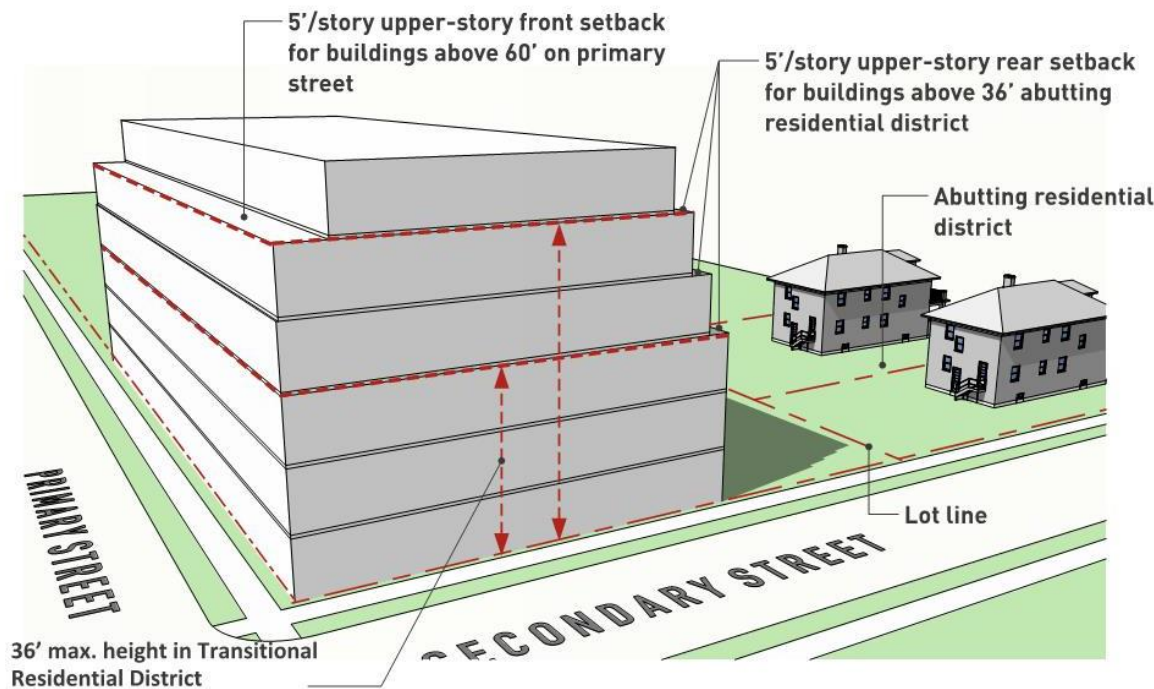 5’/story upper-story front setback
for buildings above 60’ on primary
street
5’/story upper-story rear setback
for buildings above 36’ abutting
residential district
Abutting residential
district
Lot line
PRIMARY STREET
SECONDARY STREET
36’ max. height in Transitional
Residential District